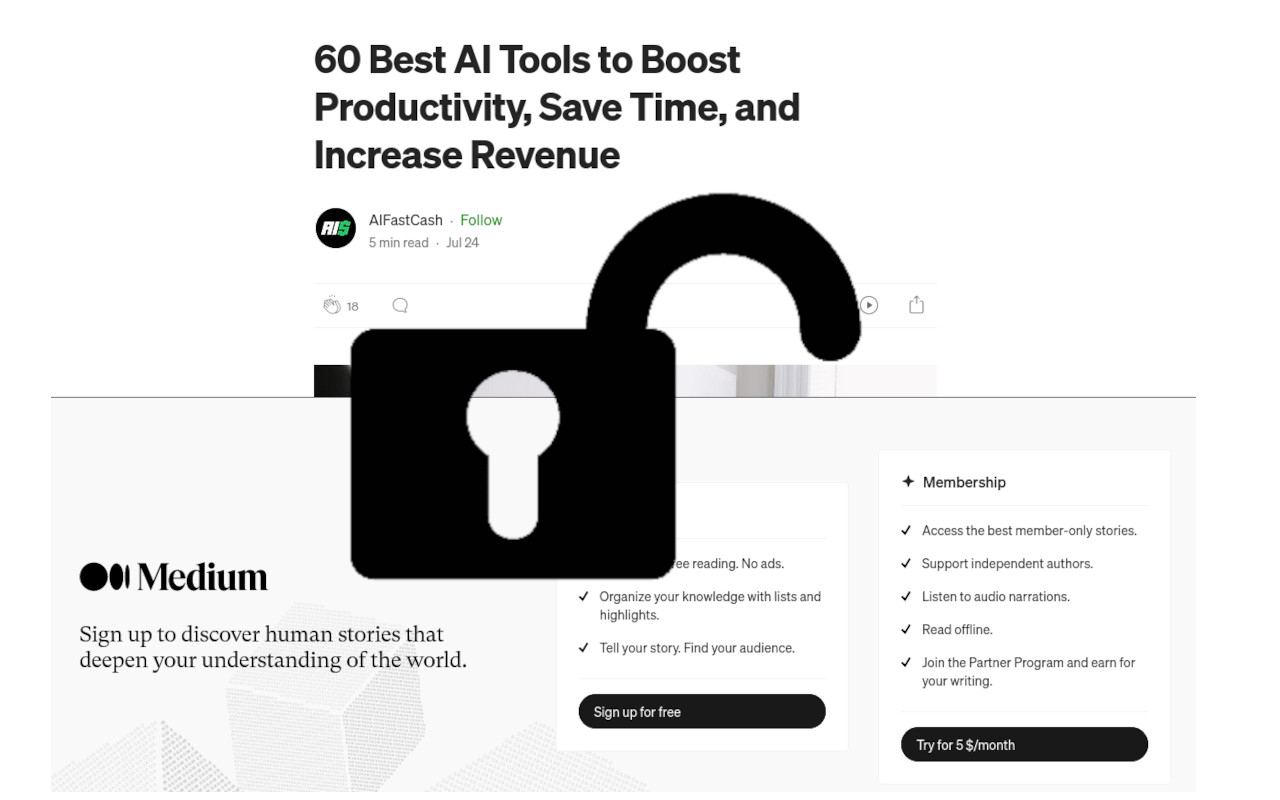 60 Best AI Tools to Boost
Productivity, Save Time, and
Increase Revenue
AI$
AIFastCash · Follow
5 min read · Jul 24
18
Medium
Sign up to discover human stories that
deepen your understanding of the world.
reading. No ads.
✓ Organize your knowledge with lists and
highlights.
✓ Tell your story. Find your audience.
Sign up for free
Membership
✓ Access the best member-only stories.
✓ Support independent authors.
✓ Listen to audio narrations.
✓ Read offline.
✓ Join the Partner Program and earn for
your writing.
Try for 5 $/month